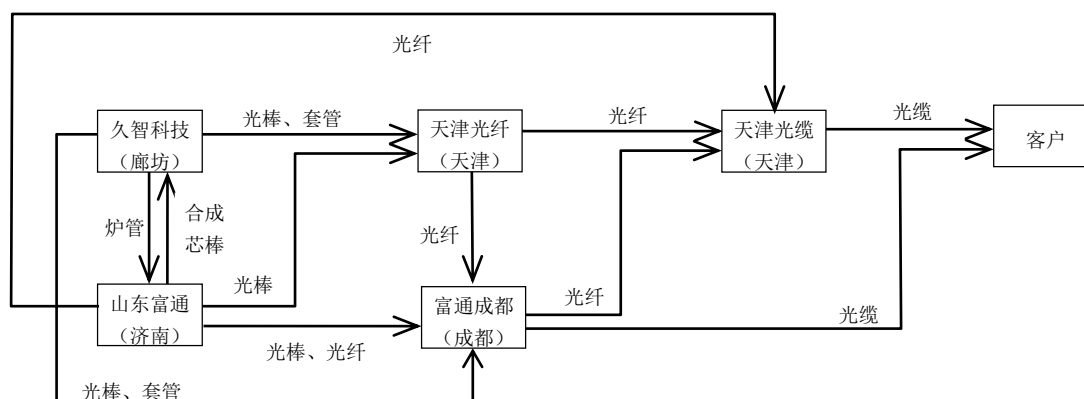 光纤
久智科技
（廊坊）
光棒、套管
天津光纤
（天津）
光纤
天津光缆
（天津）
光缆
客户
炉管
合成
芯棒
光纤
光棒
山东富通
（济南）
光棒、光纤
富通成都
（成都）
光纤
光缆
光棒、套管